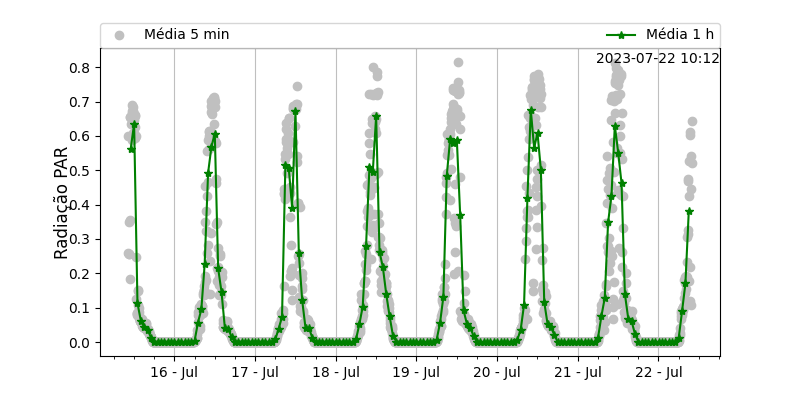 Média 5 min
Média 1 h
2023-07-22 10:12
Radiação PAR
0.8
0.7
0.6
0.5
0.4
0.3
0.2
0.1
0.0
16 - Jul
17 - Jul
18 - Jul
19 - Jul
20 - Jul
21 - Jul
22 - Jul